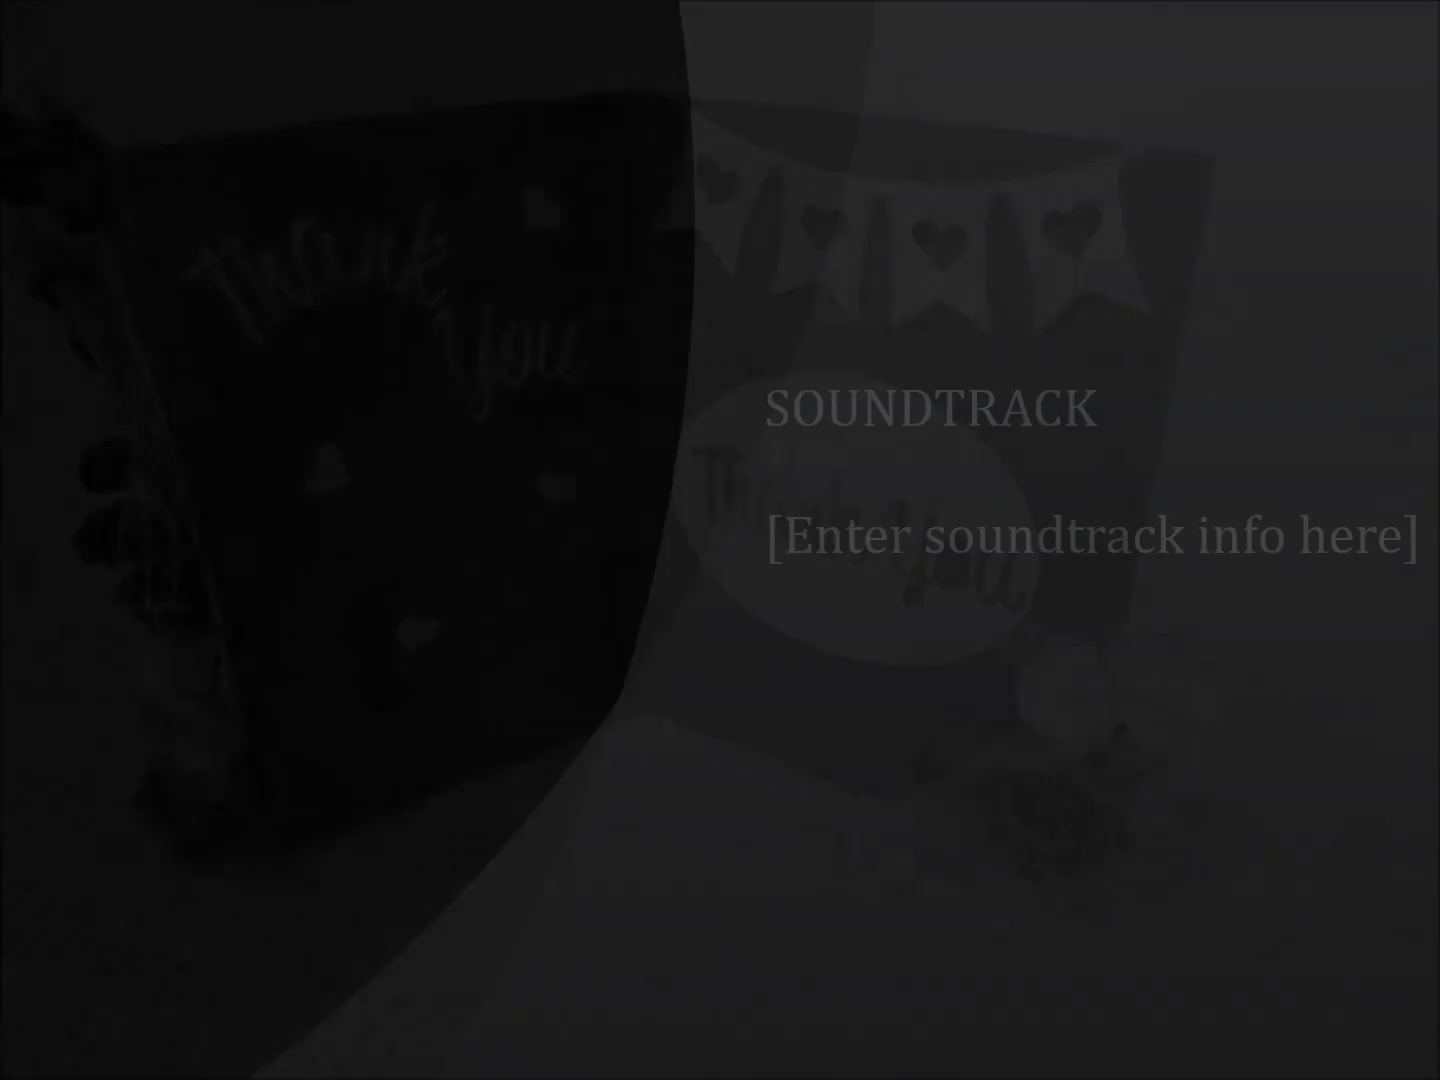 Thank
You
SOUNDTRACK
Thank
you
[Enter soundtrack info here]